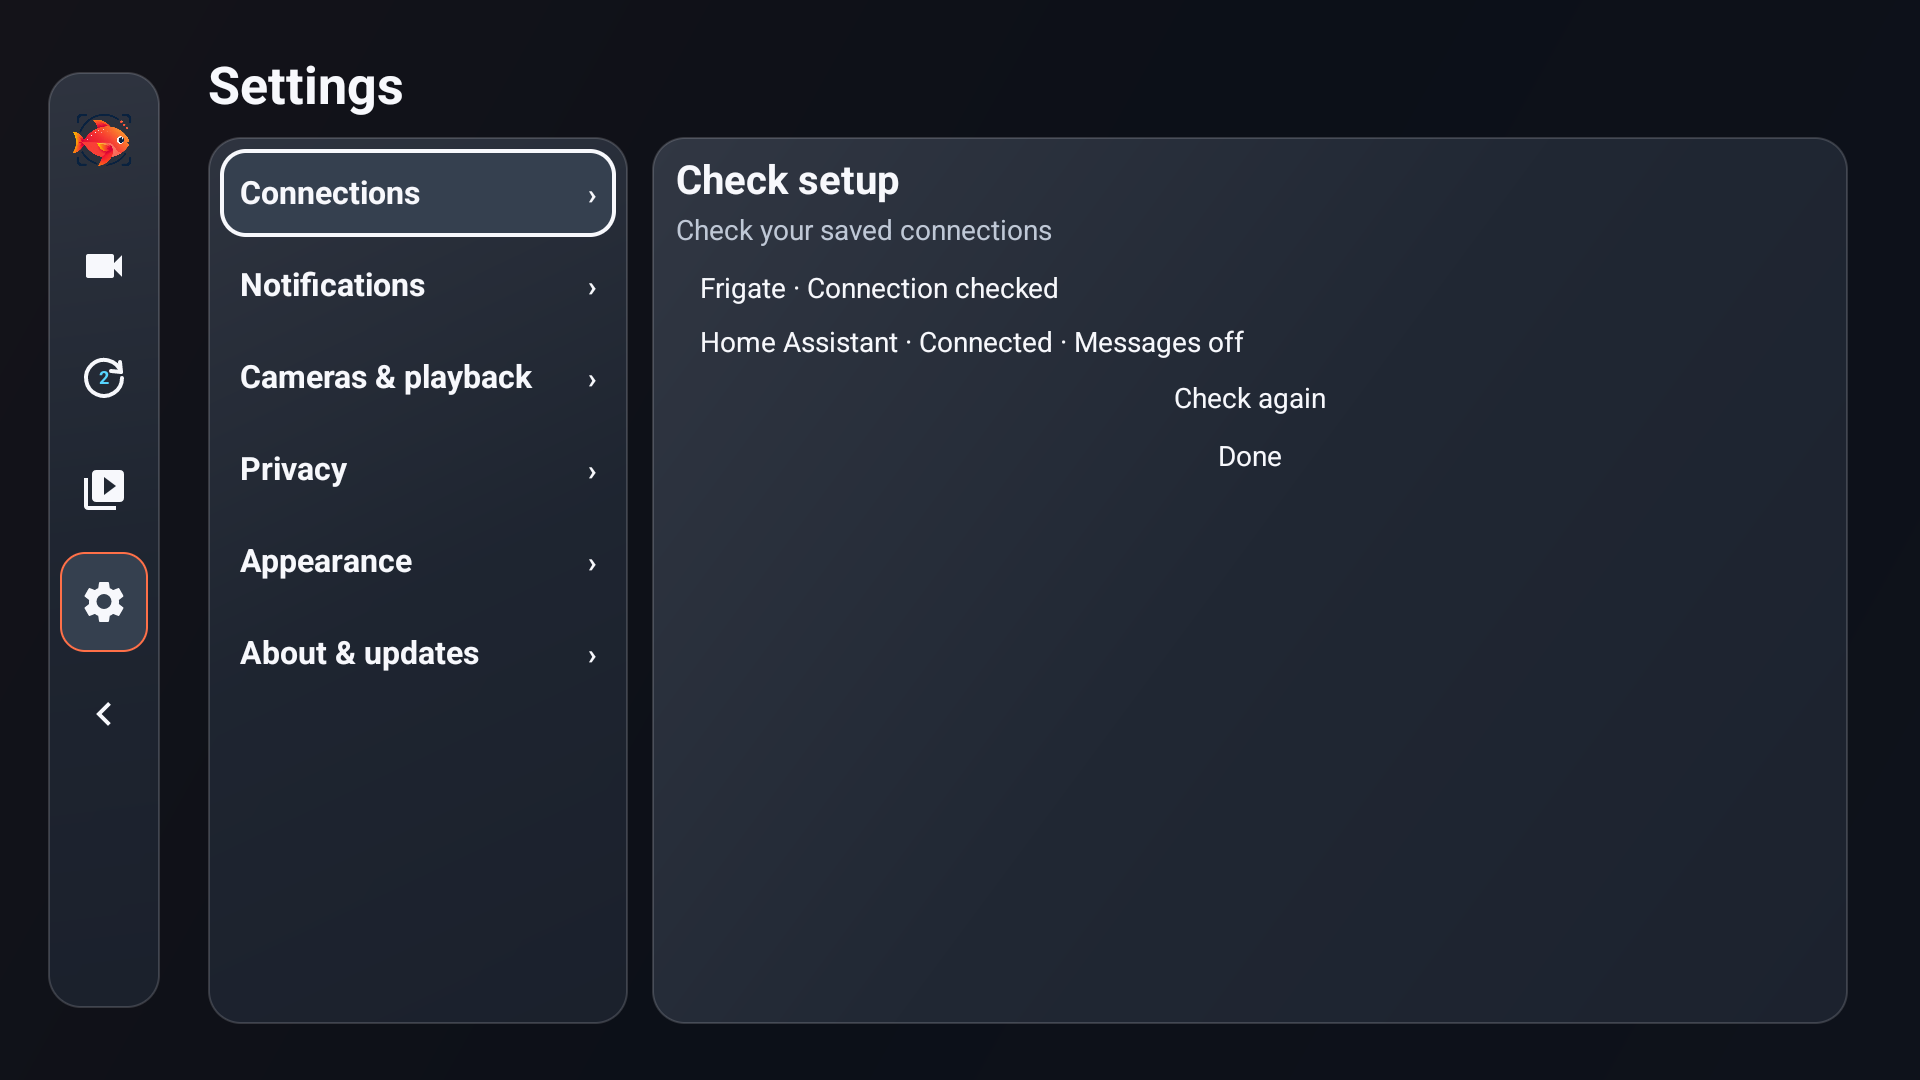 Settings
Connections ›
Notifications ›
Cameras & playback ›
Privacy ›
Appearance ›
About & updates ›
2
Check setup
Check your saved connections
Frigate · Connection checked
Home Assistant · Connected · Messages off
Check again
Done